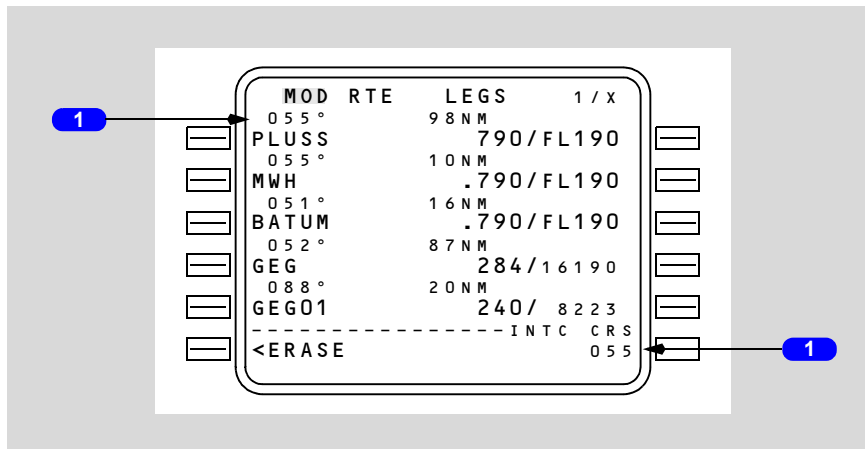 MOD RTE LEGS 1/X
1 055° 98NM
PLUSS 790/FL190
055° 10NM
MWH .790/FL190
051° 16NM
BATUM .790/FL190
052° 87NM
GEG 284/16190
088° 20NM
GEG01 240/ 8223
------------------INTC CRS
<ERASE 055 1